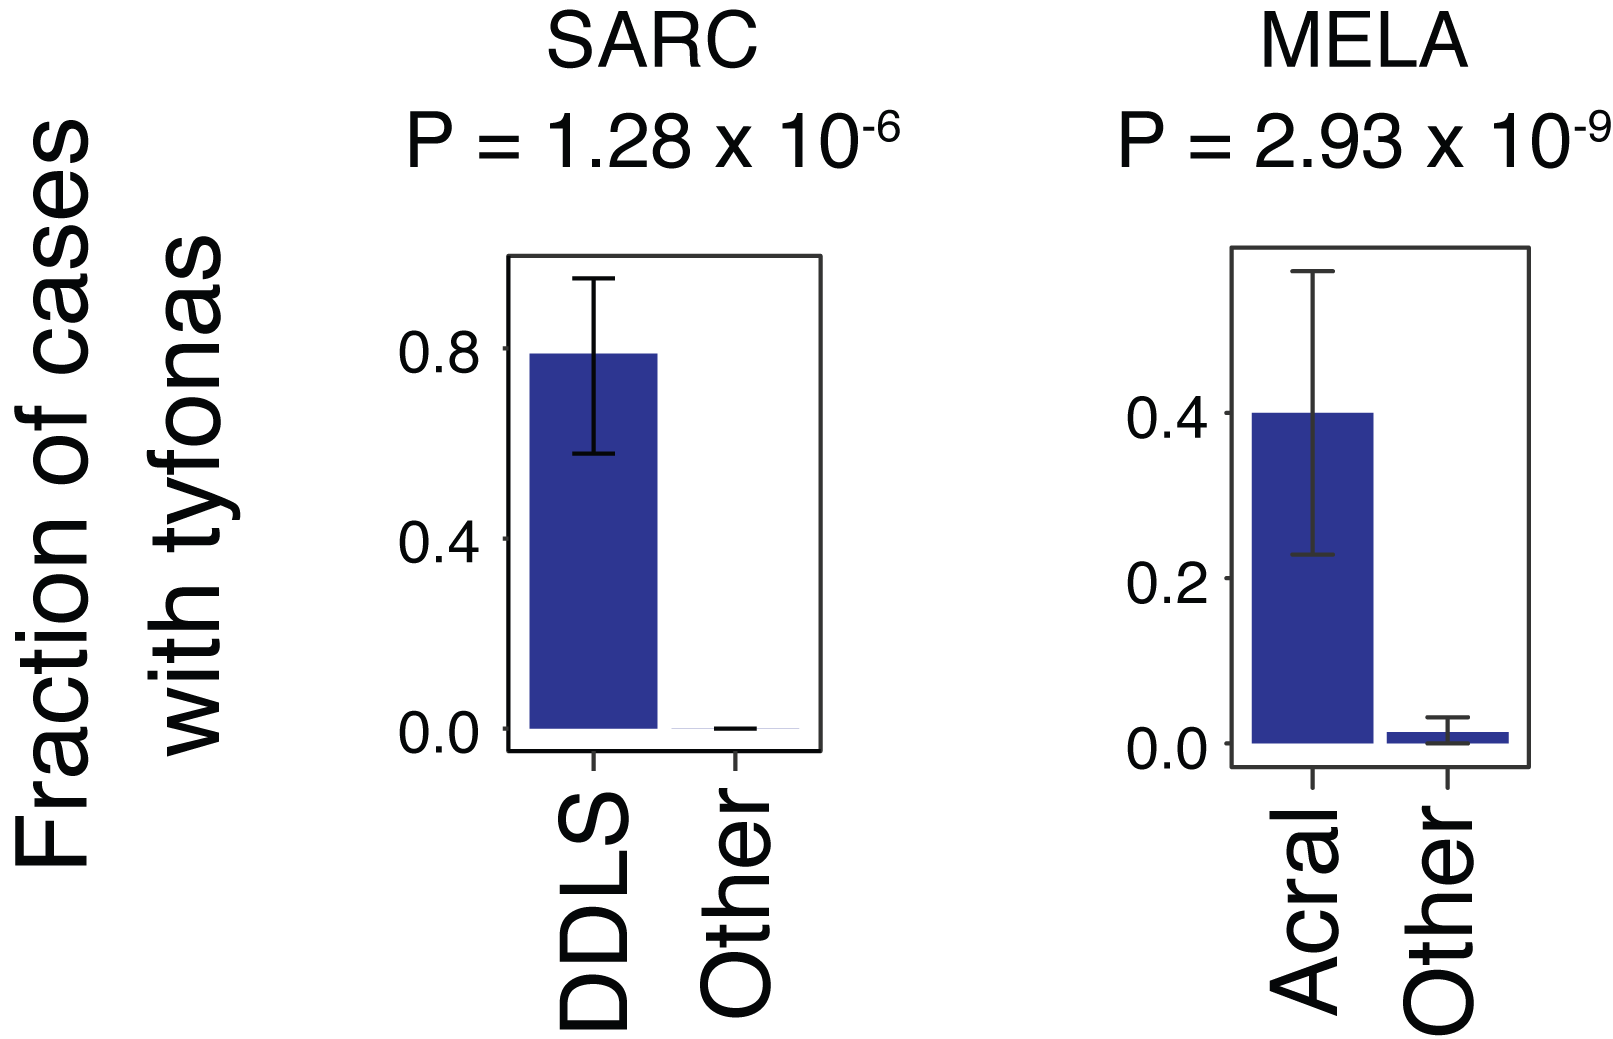 Fraction of cases
with tyfonas
SARC
P = 1.28 x 10⁻⁶
0.8
0.4
0.0
DDLS
Other
MELA
P = 2.93 x 10⁻⁹
0.4
0.2
0.0
Acral
Other